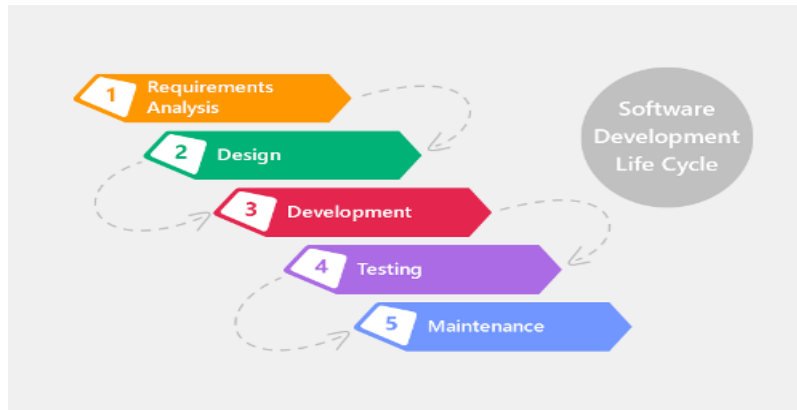 1
Requirements
Analysis
2
Design
3
Development
4
Testing
5
Maintenance
Software
Development
Life Cycle